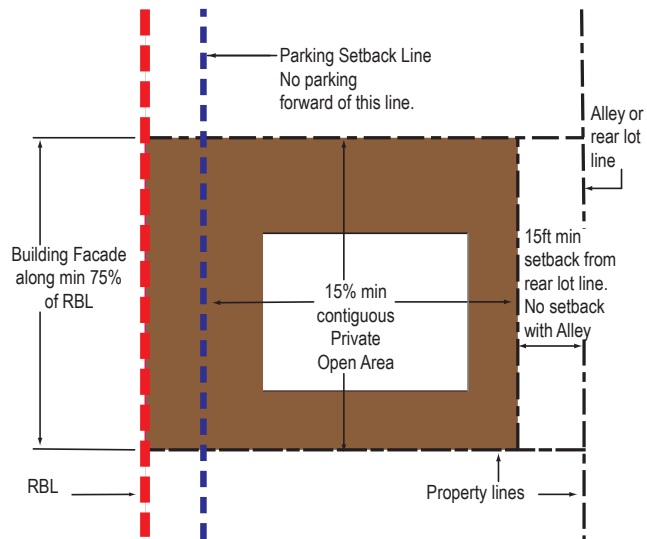 Parking Setback Line
No parking
forward of this line.
Alley or
rear lot
line
Building Facade
along min 75%
of RBL
15% min
contiguous
Private
Open Area
15ft min
setback from
rear lot line.
No setback
with Alley
RBL
Property lines